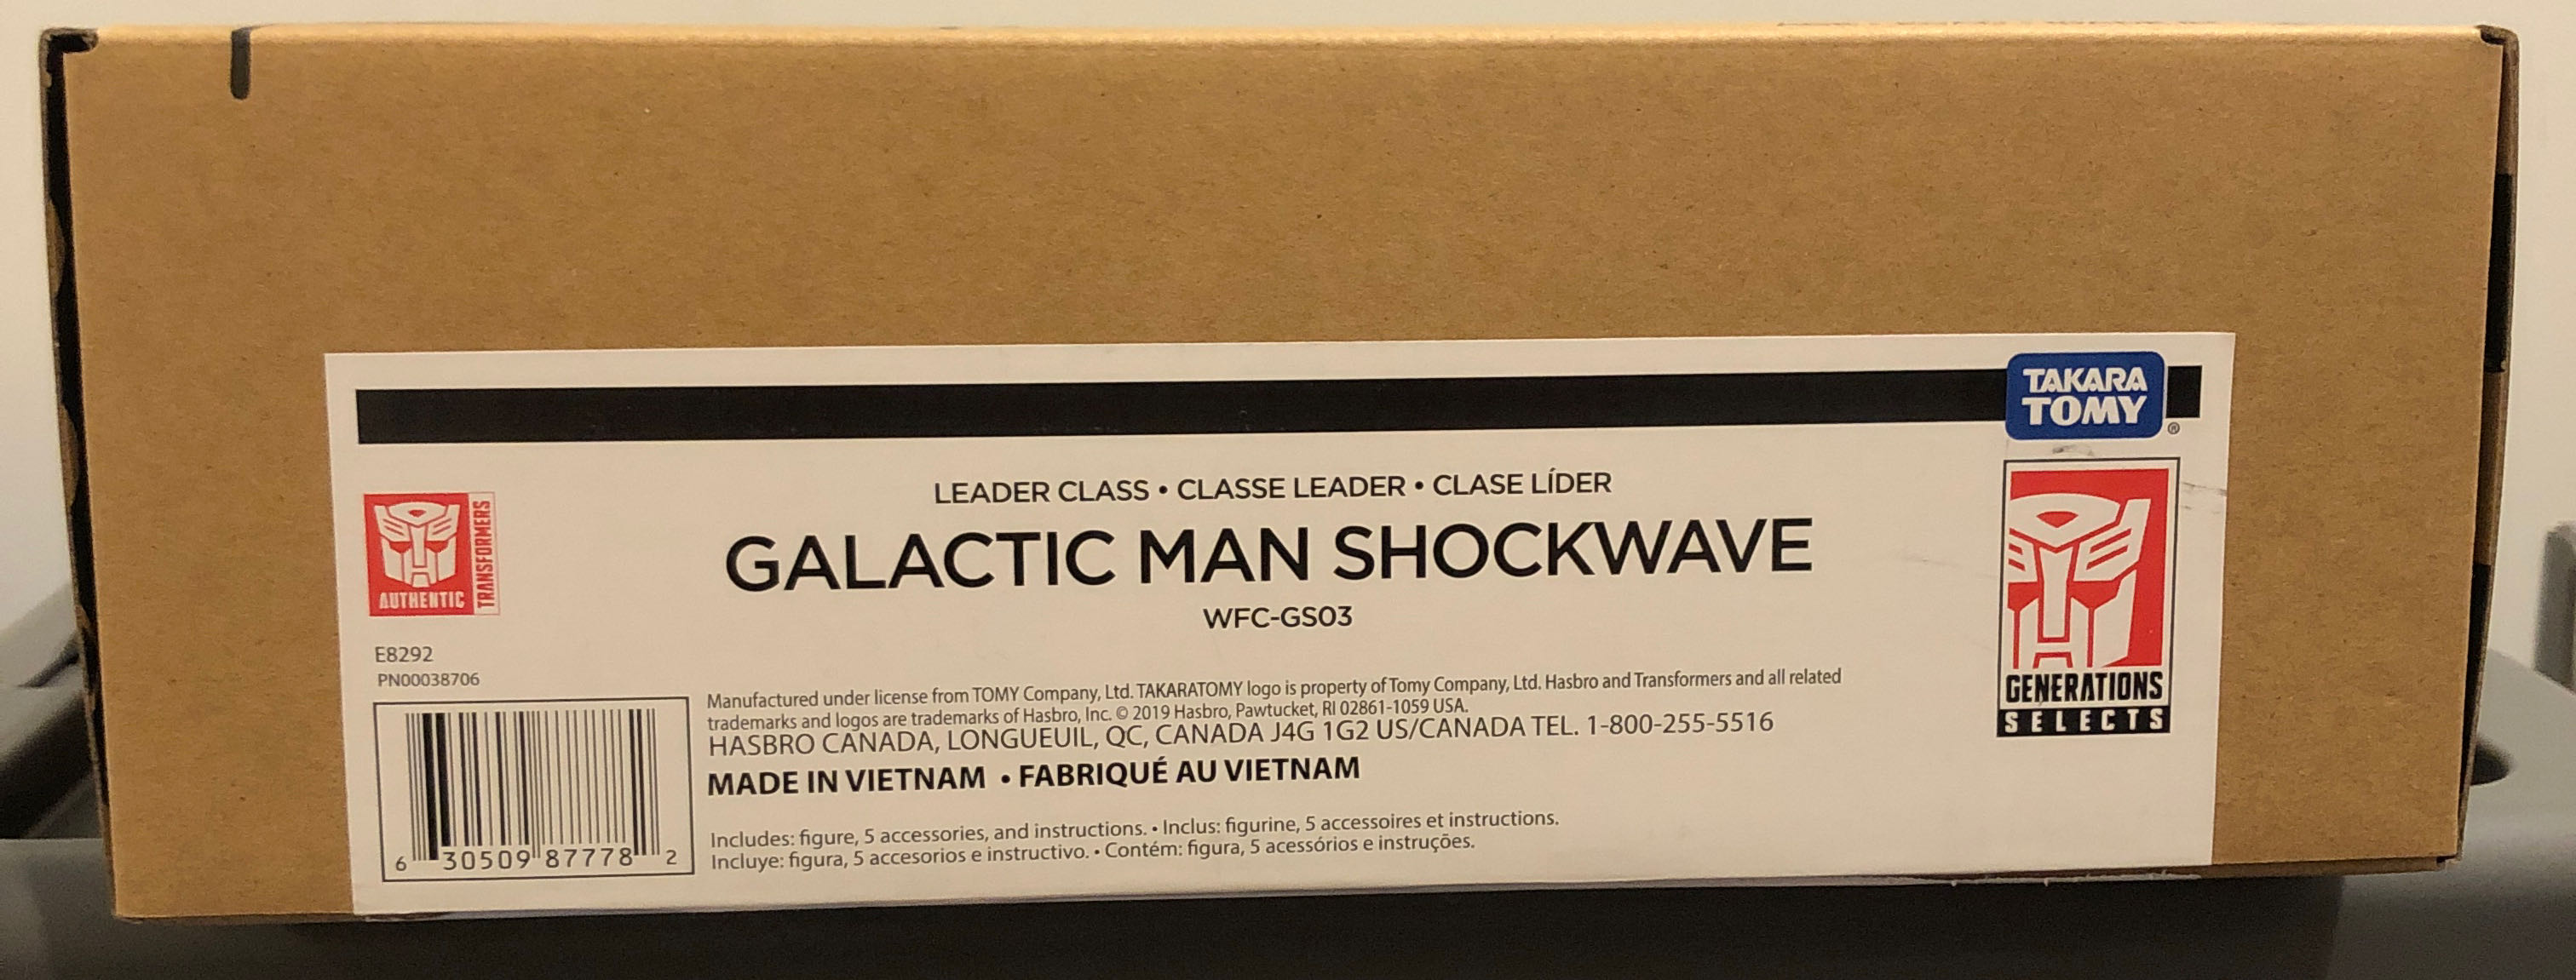 TAKARA
TOMY
®
LEADER CLASS • CLASSE LEADER • CLASE LÍDER
GALACTIC MAN SHOCKWAVE
WFC-GS03
AUTHENTIC
TRANSFORMERS
GENERATIONS
SELECTS
E8292
PN00038706
6 30509 87778 2
Manufactured under license from TOMY Company, Ltd. TAKARATOMY logo is property of Tomy Company, Ltd. Hasbro and Transformers and all related
trademarks and logos are trademarks of Hasbro, Inc. © 2019 Hasbro, Pawtucket, RI 02861-1059 USA.
HASBRO CANADA, LONGUEUIL, QC, CANADA J4G 1G2 US/CANADA TEL. 1-800-255-5516
MADE IN VIETNAM • FABRIQUÉ AU VIETNAM
Includes: figure, 5 accessories, and instructions. • Inclus: figurine, 5 accessoires et instructions.
Incluye: figura, 5 accesorios e instructivo. • Contém: figura, 5 acessórios e instruções.